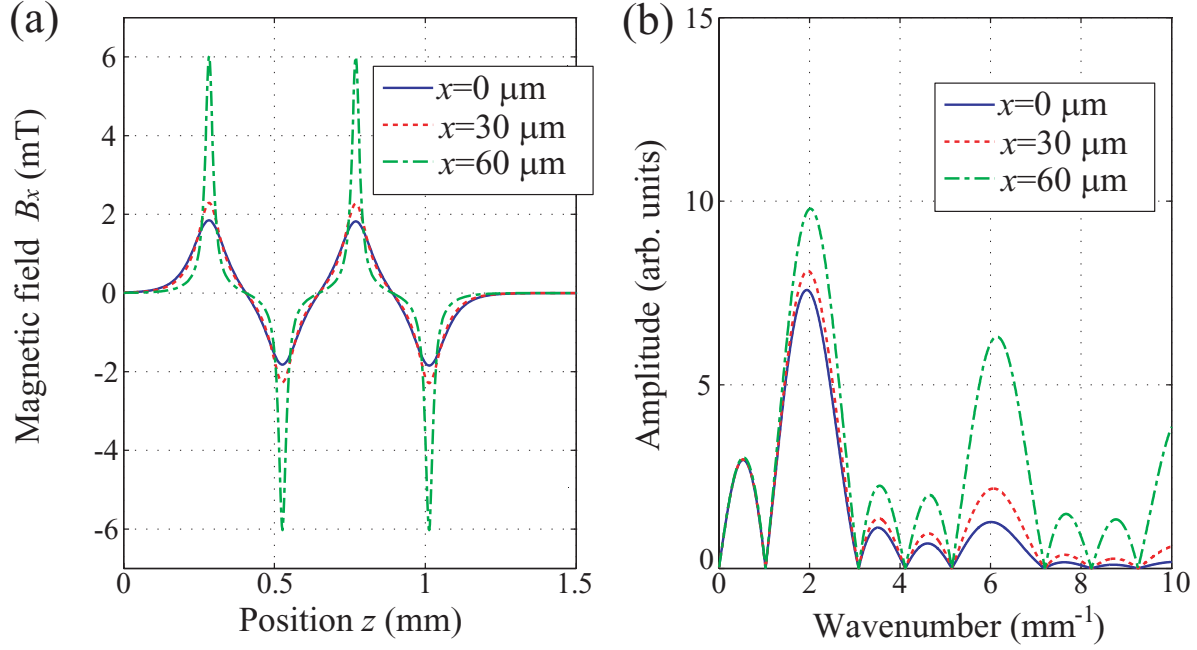 (a)
6
4
2
0
-2
-4
-6
0
0.5
1
1.5
Magnetic field Bx (mT)
Position z (mm)
x=0 μm
x=30 μm
x=60 μm
(b)
15
10
5
0
0
2
4
6
8
10
Amplitude (arb. units)
Wavenumber (mm-1)
x=0 μm
x=30 μm
x=60 μm